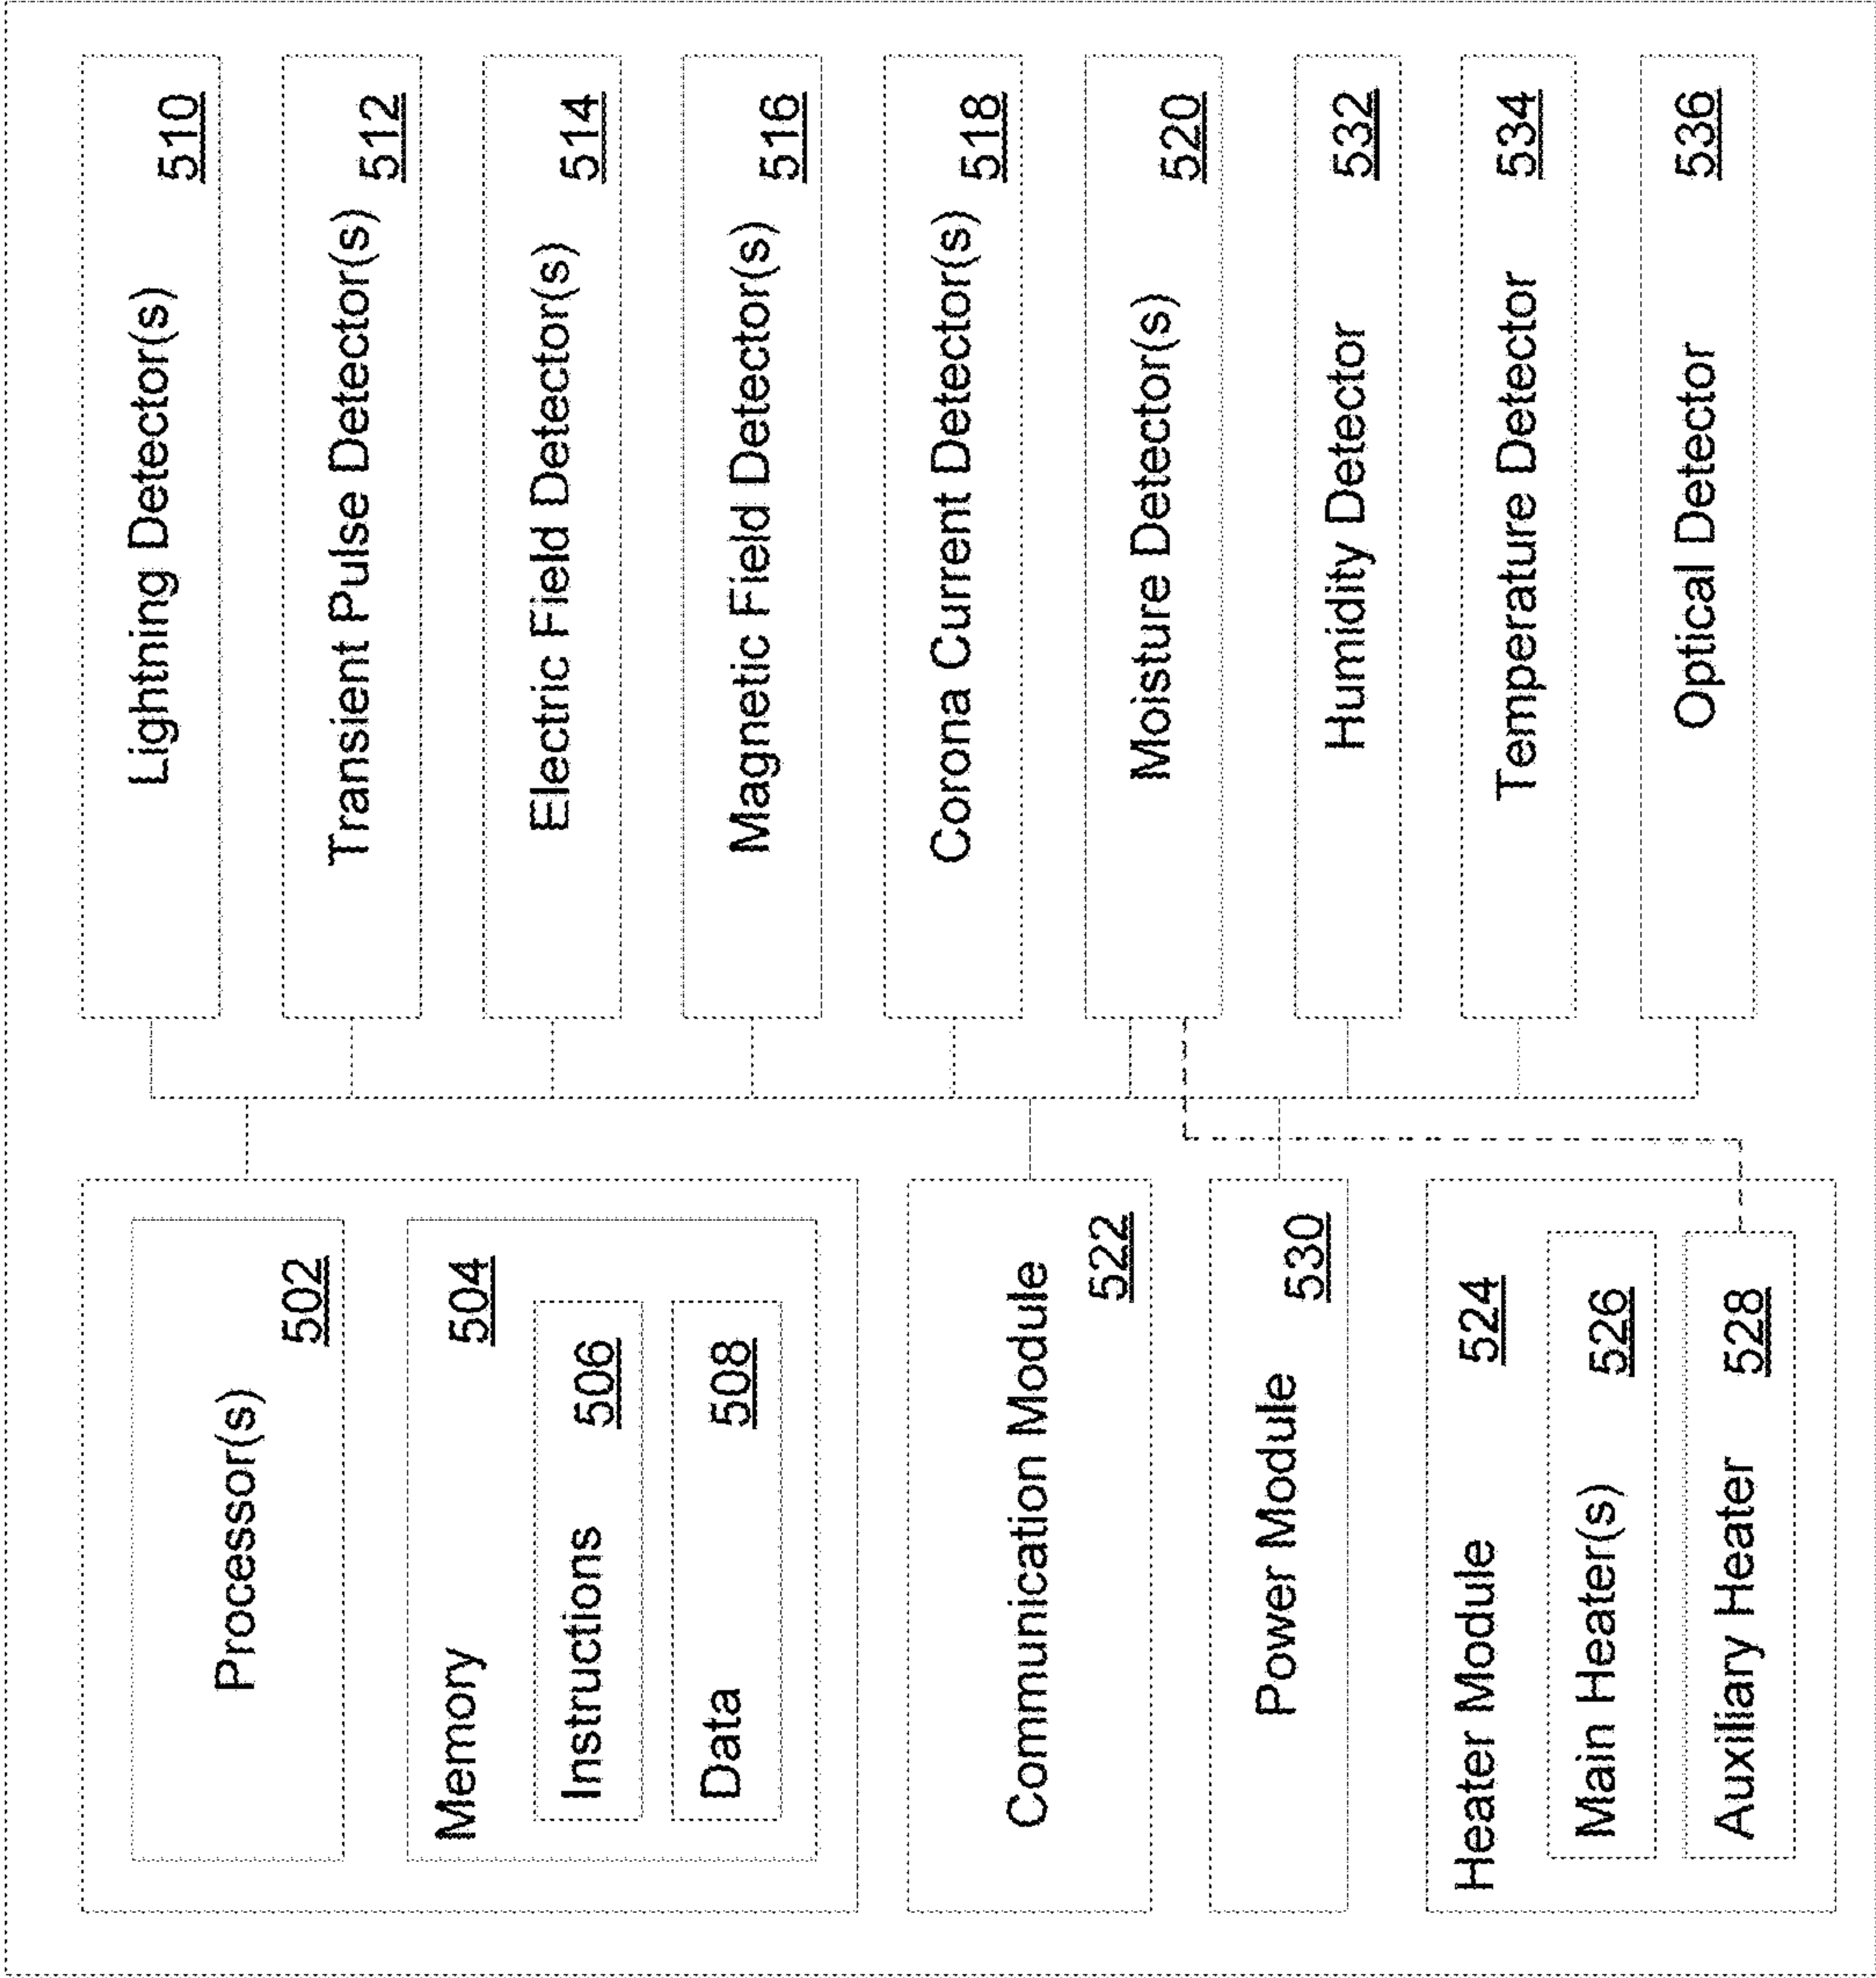 Processor(s)
502
Memory
504
Instructions
506
Data
508
Communication Module
522
Power Module
530
Heater Module
524
Main Heater(s)
526
Auxiliary Heater
528
Lightning Detector(s)
510
Transient Pulse Detector(s)
512
Electric Field Detector(s)
514
Magnetic Field Detector(s)
516
Corona Current Detector(s)
518
Moisture Detector(s)
520
Humidity Detector
532
Temperature Detector
534
Optical Detector
536